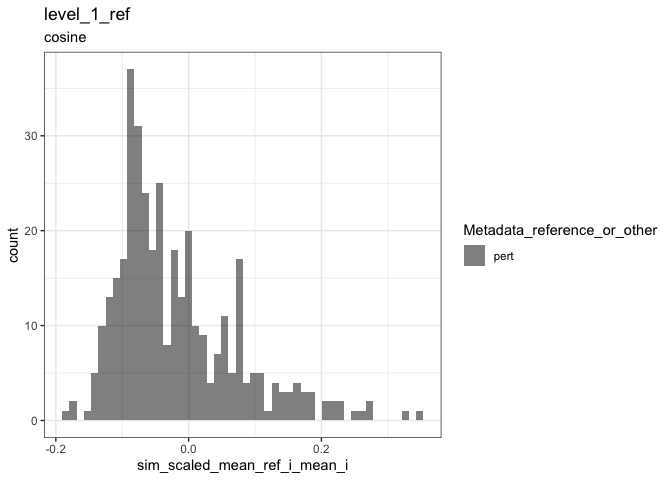 level_1_ref
cosine
30
20
10
0
count
-0.2
0.0
0.2
sim_scaled_mean_ref_i_mean_i
Metadata_reference_or_other
pert